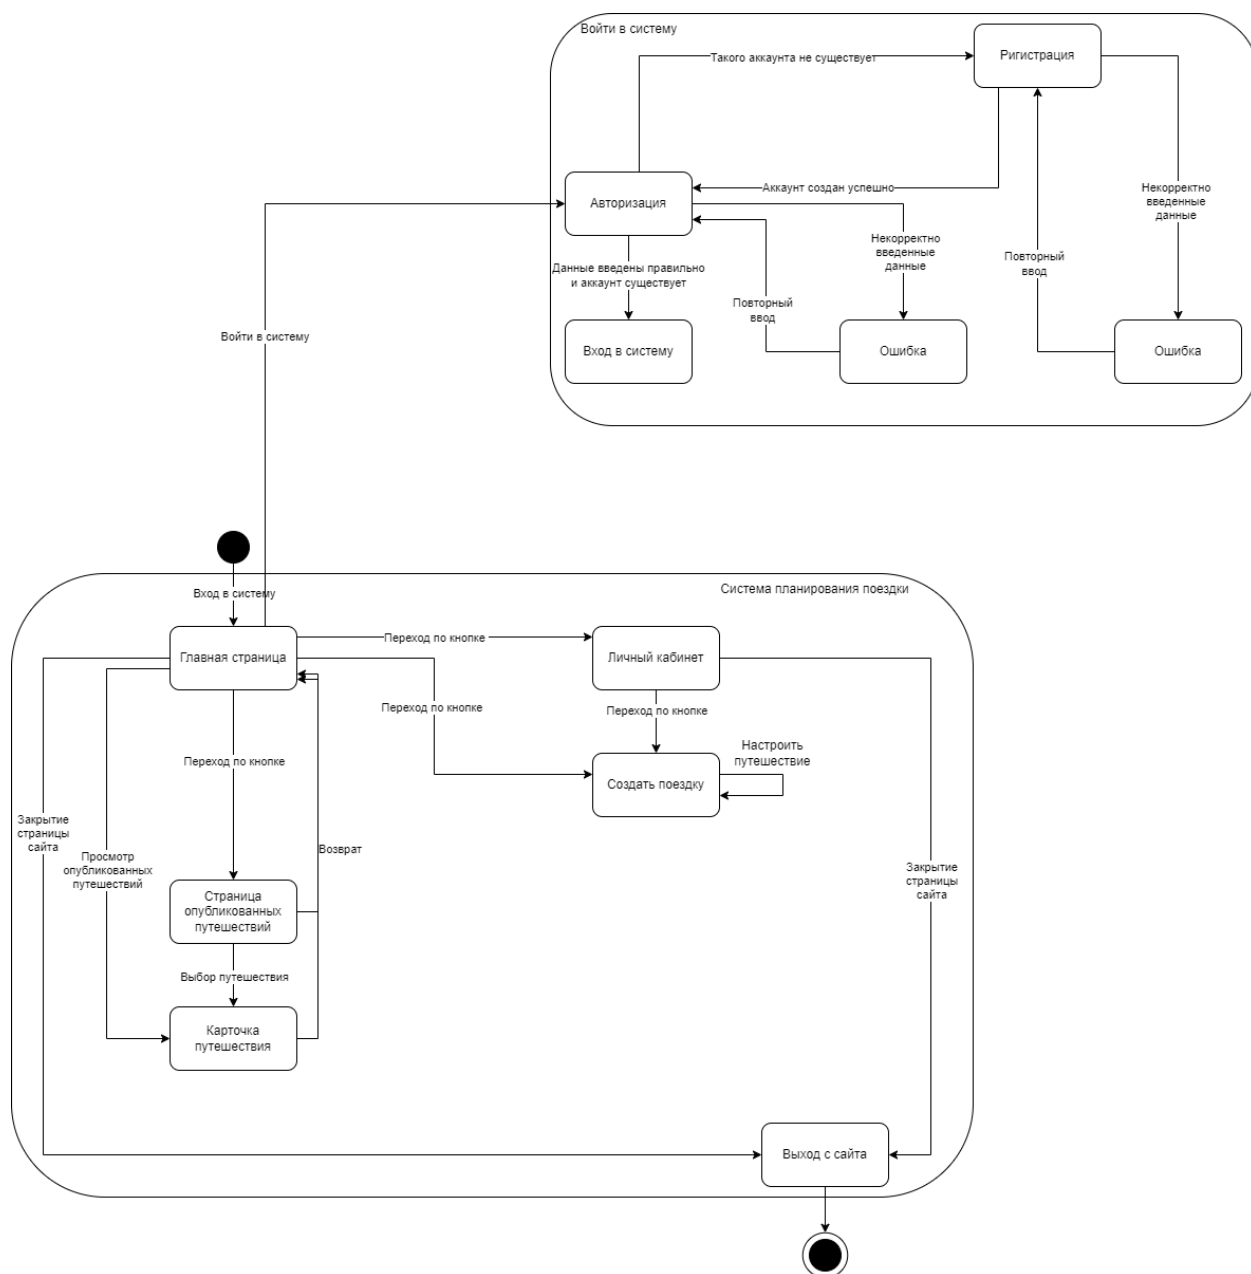 Войти в систему
Такого аккаунта не существует
Ригистрация
Аккаунт создан успешно
Некорректно
введенные
данные
Авторизация
Некорректно
введенные
данные
Повторный
ввод
Данные введены правильно
и аккаунт существует
Повторный
ввод
Войти в систему
Вход в систему
Ошибка
Ошибка
Вход в систему
Система планирования поездки
Переход по кнопке
Главная страница
Личный кабинет
Переход по кнопке
Переход по кнопке
Настроить
путешествие
Переход по кнопке
Создать поездку
Закрытие
страницы
сайта
Просмотр
опубликованных
путешествий
Возврат
Закрытие
страницы
сайта
Страница
опубликованных
путешествий
Выбор путешествия
Карточка
путешествия
Выход с сайта